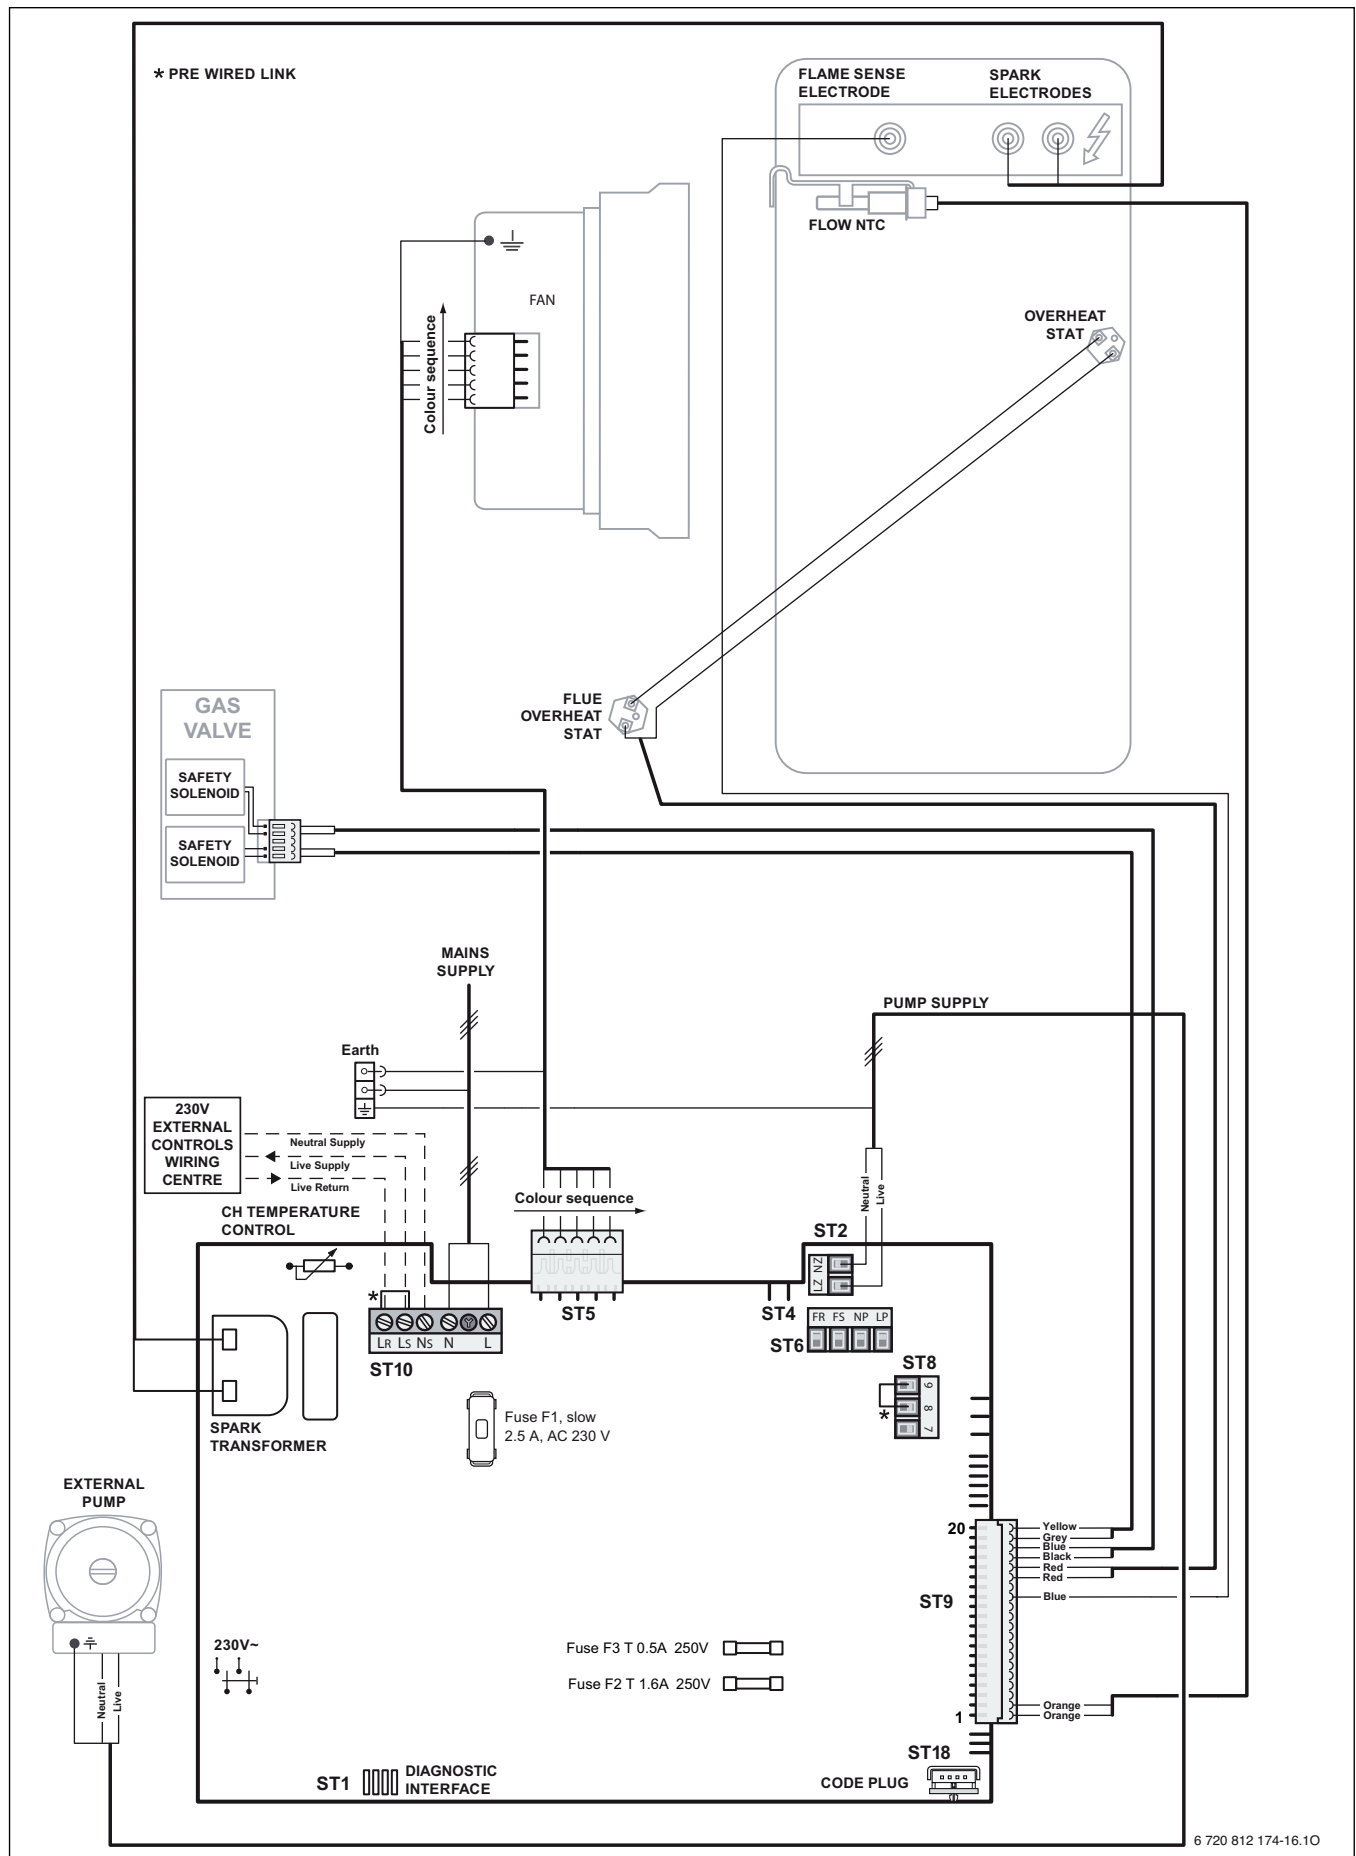 * PRE WIRED LINK
FLAME SENSE
ELECTRODE
SPARK
ELECTRODES
FLOW NTC
FAN
Colour sequence
OVERHEAT
STAT
FLUE
OVERHEAT
STAT
GAS
VALVE
SAFETY
SOLENOID
SAFETY
SOLENOID
MAINS
SUPPLY
PUMP SUPPLY
Earth
230V
EXTERNAL
CONTROLS
WIRING
CENTRE
Neutral Supply
Live Supply
Live Return
Neutral
Live
CH TEMPERATURE
CONTROL
Colour sequence
ST2
NZ
LZ
*
LR LS NS N L
ST10
ST5
ST4
FR FS NP LP
ST6
ST8
9
8
7
*
SPARK
TRANSFORMER
Fuse F1, slow
2.5 A, AC 230 V
EXTERNAL
PUMP
Neutral
Live
230V~
20
Yellow
Grey
Blue
Black
Red
Red
Blue
ST9
Orange
Orange
1
Fuse F3 T 0.5A 250V
Fuse F2 T 1.6A 250V
ST18
CODE PLUG
ST1
DIAGNOSTIC
INTERFACE
6 720 812 174-16.1O